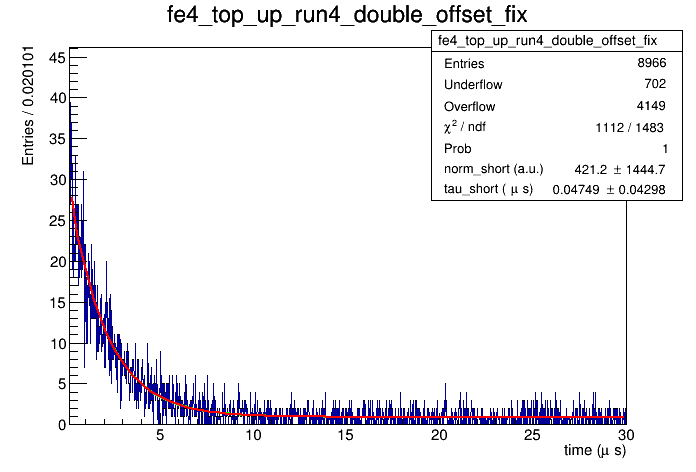 fe4_top_up_run4_double_offset_fix
fe4_top_up_run4_double_offset_fix
Entries 8966
Underflow 702
Overflow 4149
χ² / ndf 1112 / 1483
Prob 1
norm_short (a.u.) 421.2 ± 1444.7
tau_short ( μ s) 0.04749 ± 0.04298
Entries / 0.020101
45
40
35
30
25
20
15
10
5
0
5 10 15 20 25 30
time (μ s)